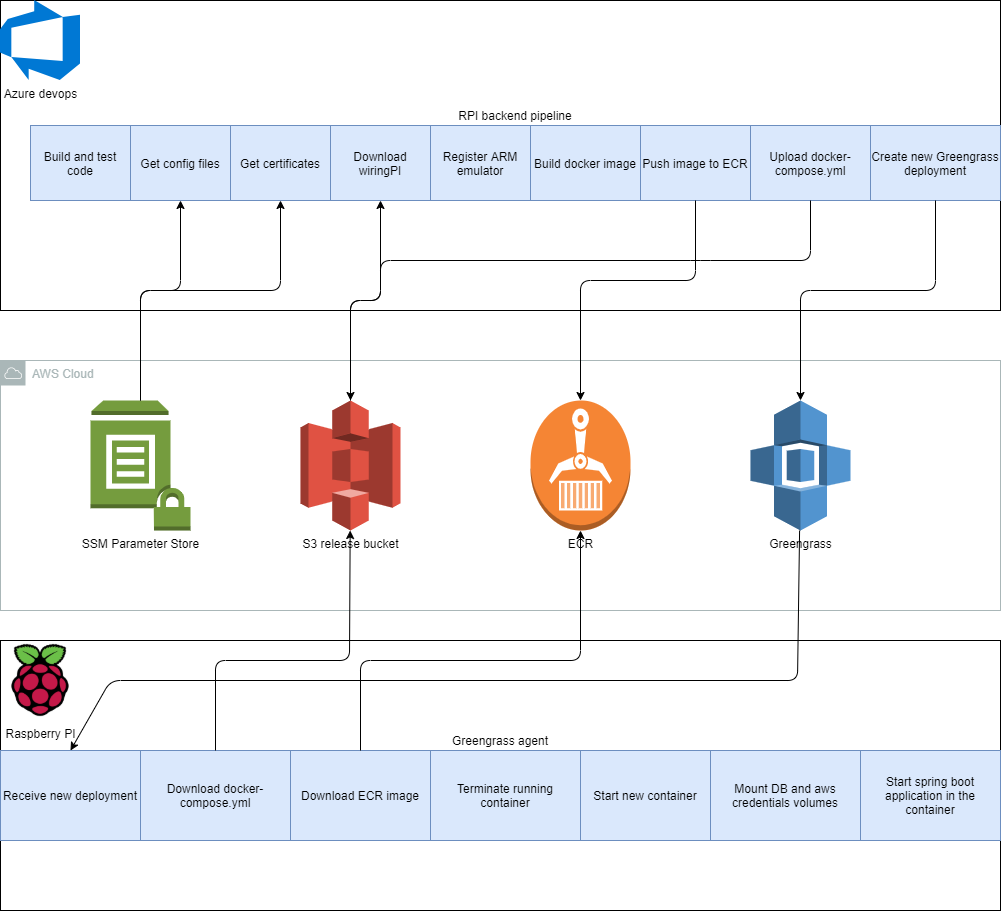 Azure devops
RPI backend pipeline
Build and test
code
Get config files
Get certificates
Download
wiringPI
Register ARM
emulator
Build docker image
Push image to ECR
Upload docker-
compose.yml
Create new Greengrass
deployment
AWS Cloud
SSM Parameter Store
S3 release bucket
ECR
Greengrass
Raspberry PI
Greengrass agent
Receive new deployment
Download docker-
compose.yml
Download ECR image
Terminate running
container
Start new container
Mount DB and aws
credentials volumes
Start spring boot
application in the
container